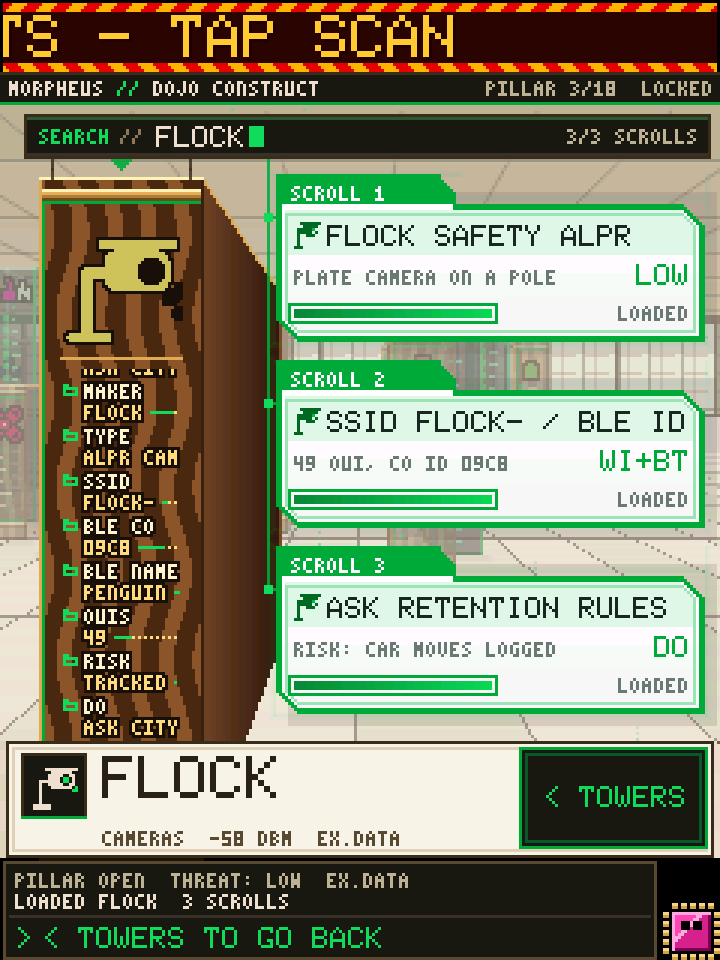 TS - TAP SCAN
MORPHEUS // DOJO CONSTRUCT PILLAR 3/18 LOCKED
SEARCH // FLOCK 3/3 SCROLLS
SCROLL 1
FLOCK SAFETY ALPR
PLATE CAMERA ON A POLE LOW
LOADED
SCROLL 2
SSID FLOCK- / BLE ID
49 OUI, CO ID 09C8 WI+BT
LOADED
SCROLL 3
ASK RETENTION RULES
RISK: CAR MOVES LOGGED DO
LOADED
ASK CITY
MAKER
FLOCK
TYPE
ALPR CAM
SSID
FLOCK-
BLE CO
09C8
BLE NAME
PENGUIN
OUIS
49
RISK
TRACKED
DO
ASK CITY
FLOCK
CAMERAS -58 DBM EX.DATA
< TOWERS
PILLAR OPEN THREAT: LOW EX.DATA
LOADED FLOCK 3 SCROLLS
> < TOWERS TO GO BACK